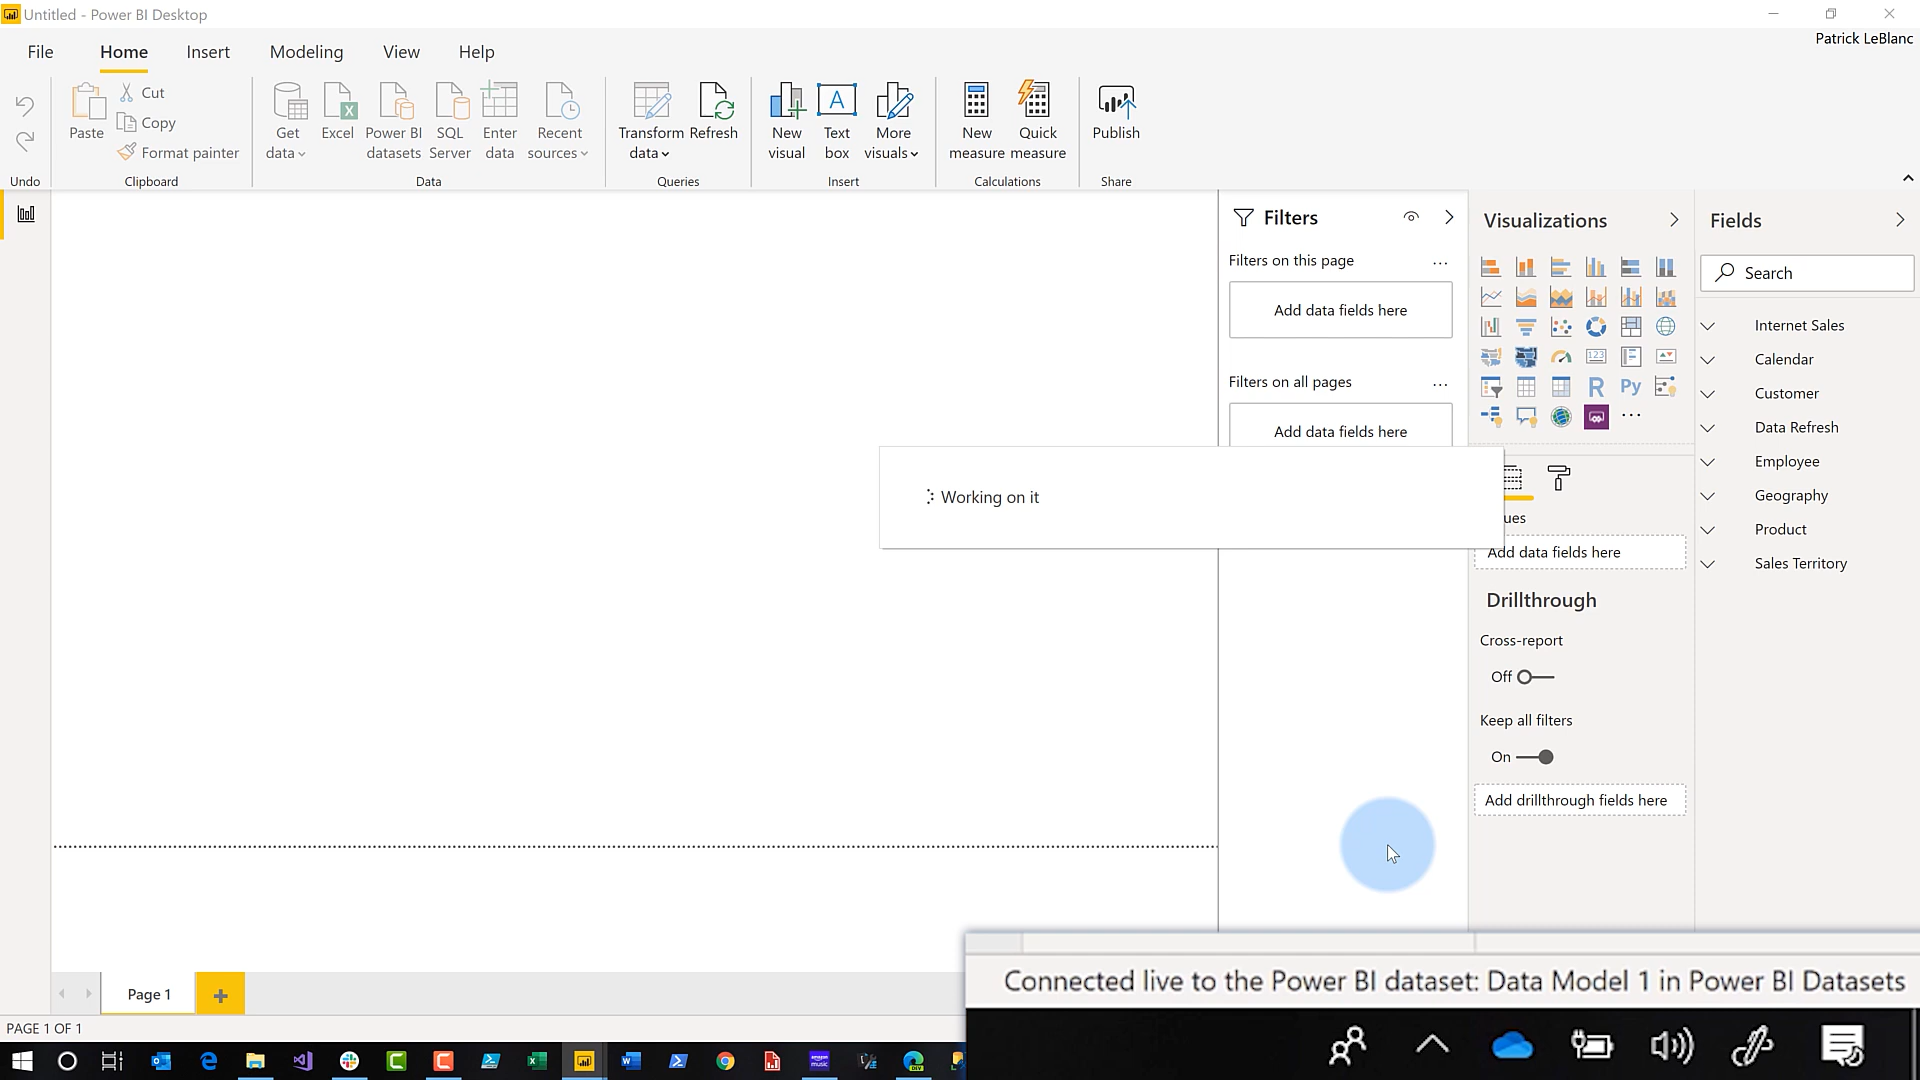 Untitled - Power BI Desktop
Patrick LeBlanc
File Home Insert Modeling View Help
Paste
Cut
Copy
Format painter
Get data
Excel
Power BI datasets
SQL Server
Enter data
Recent sources
Transform data
Refresh
New visual
Text box
More visuals
New measure
Quick measure
Publish
Undo Clipboard Data Queries Insert Calculations Share
Filters
Filters on this page ...
Add data fields here
Filters on all pages ...
Add data fields here
Working on it
Visualizations
123
R Py
...
ues
Add data fields here
Drillthrough
Cross-report
Off
Keep all filters
On
Add drillthrough fields here
Fields
Search
Internet Sales
Calendar
Customer
Data Refresh
Employee
Geography
Product
Sales Territory
Page 1
PAGE 1 OF 1
Connected live to the Power BI dataset: Data Model 1 in Power BI Datasets